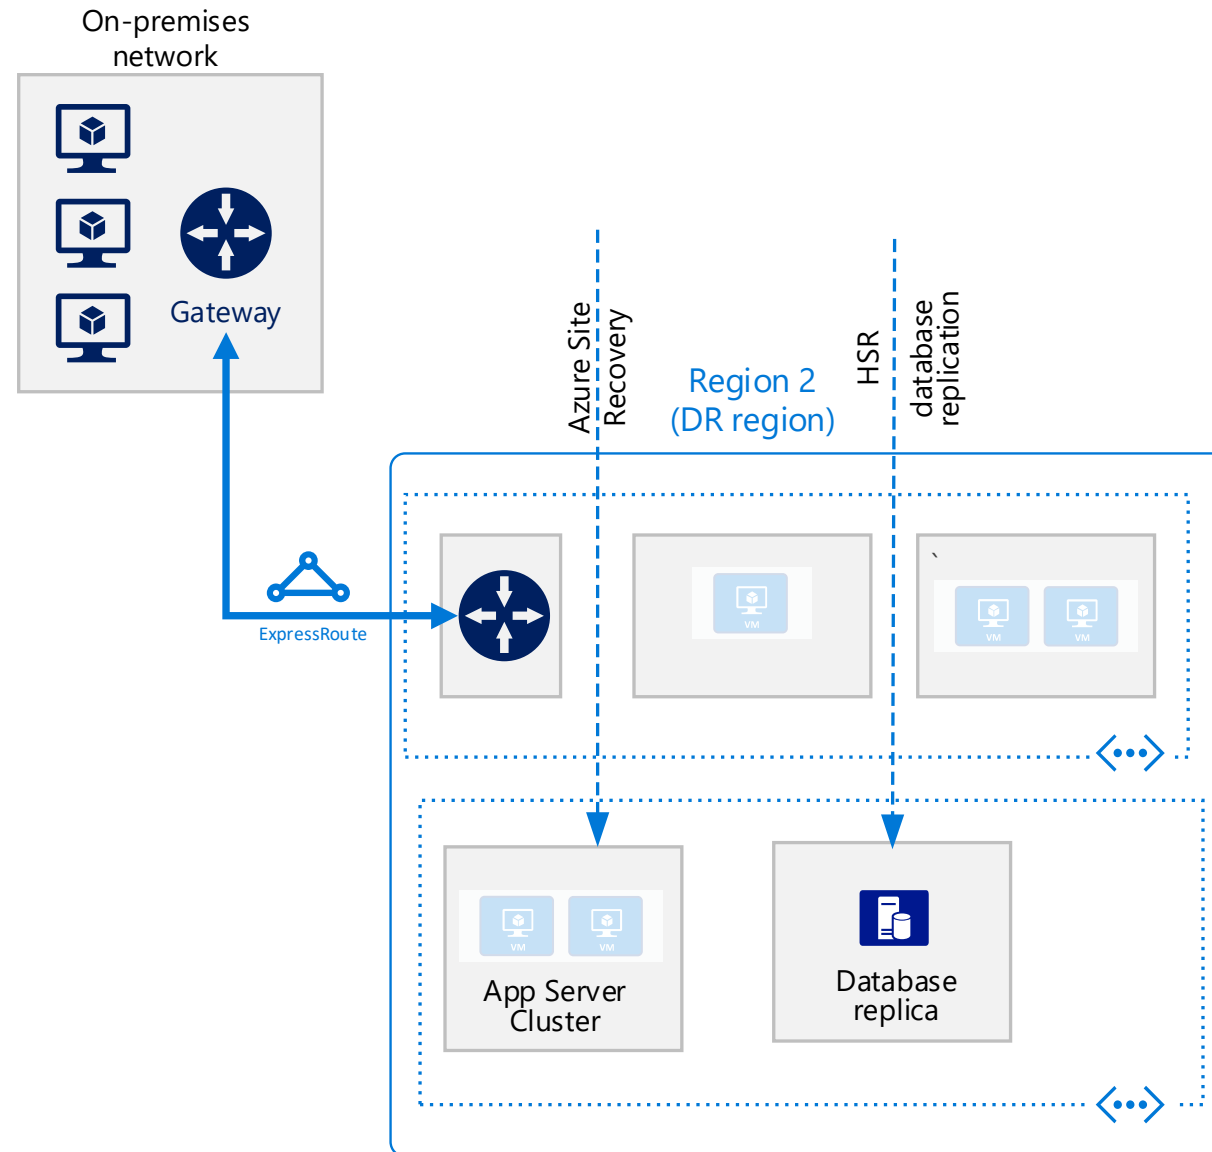 On-premises
network
Gateway
Azure Site
Recovery
Region 2
(DR region)
HSR
database
replication
ExpressRoute
`
VM
VM
VM
VM
VM
App Server
Cluster
Database
replica